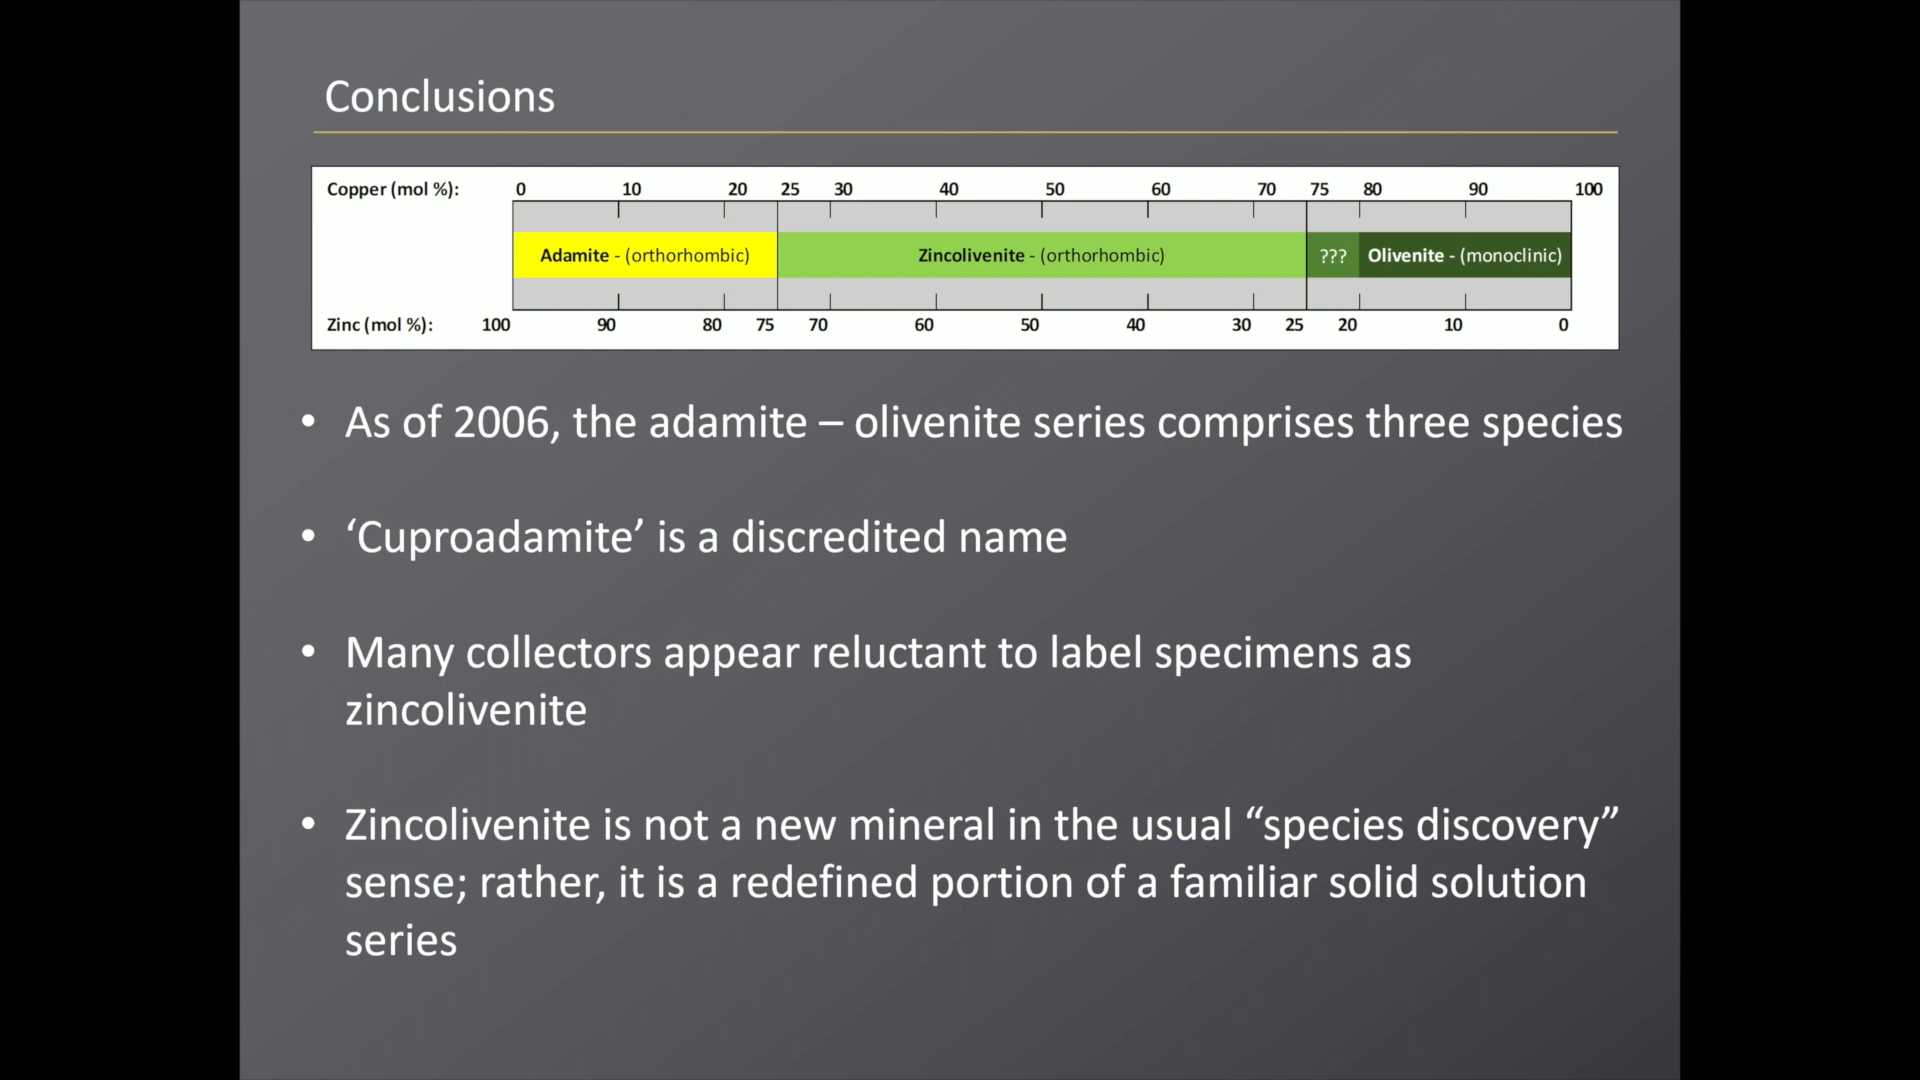 Conclusions
Copper (mol %): 0 10 20 25 30 40 50 60 70 75 80 90 100
Adamite - (orthorhombic) Zincolivenite - (orthorhombic) ??? Olivenite - (monoclinic)
Zinc (mol %): 100 90 80 75 70 60 50 40 30 25 20 10 0
• As of 2006, the adamite – olivenite series comprises three species
• ‘Cuproadamite’ is a discredited name
• Many collectors appear reluctant to label specimens as
zincolivenite
• Zincolivenite is not a new mineral in the usual “species discovery”
sense; rather, it is a redefined portion of a familiar solid solution
series